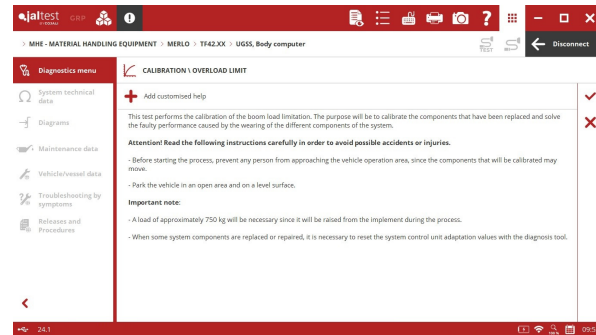 jaltest GRP
by COJALI
?
> MHE - MATERIAL HANDLING EQUIPMENT > MERLO > TF42.XX > UGSS, Body computer
TEST
Disconnect
Diagnostics menu
CALIBRATION \ OVERLOAD LIMIT
System technical data
Diagrams
Maintenance data
Vehicle/vessel data
Troubleshooting by symptoms
Releases and Procedures
Add customised help
This test performs the calibration of the boom load limitation. The purpose will be to calibrate the components that have been replaced and solve
the faulty performance caused by the wearing of the different components of the system.
Attention! Read the following instructions carefully in order to avoid possible accidents or injuries.
- Before starting the process, prevent any person from approaching the vehicle operation area, since the components that will be calibrated may
move.
- Park the vehicle in an open area and on a level surface.
Important note:
- A load of approximately 750 kg will be necessary since it will be raised from the implement during the process.
- When some system components are replaced or repaired, it is necessary to reset the system control unit adaptation values with the diagnosis tool.
24.1
100 %
09:5